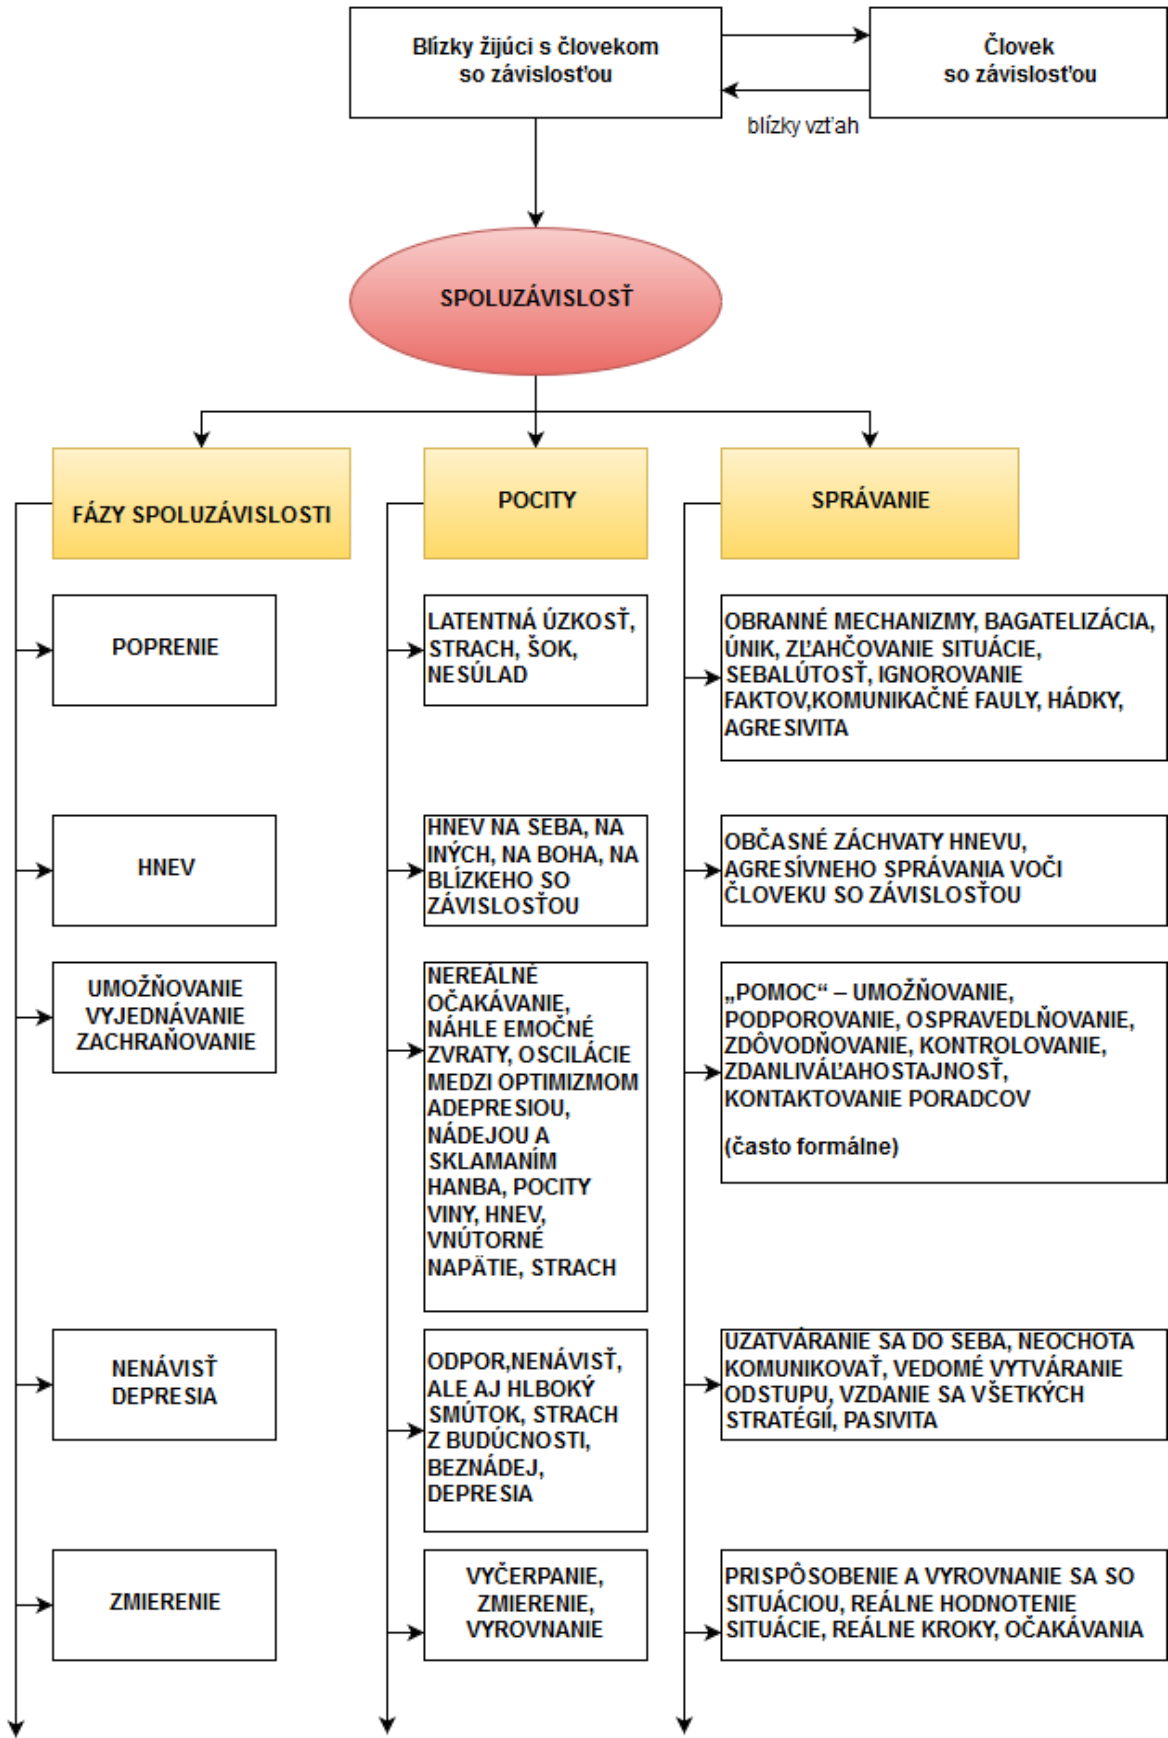 Blízky žijúci s človekom
so závislosťou
Človek
so závislosťou
blízky vzťah
SPOLUZÁVISLOSŤ
FÁZY SPOLUZÁVISLOSTI
POCITY
SPRÁVANIE
POPRENIE
LATENTNÁ ÚZKOSŤ,
STRACH, ŠOK,
NESÚLAD
OBRANNÉ MECHANIZMY, BAGATELIZÁCIA,
ÚNIK, ZĽAHČOVANIE SITUÁCIE,
SEBALÚTOSŤ, IGNOROVANIE
FAKTOV,KOMUNIKAČNÉ FAULY, HÁDKY,
AGRESIVITA
HNEV
HNEV NA SEBA, NA
INÝCH, NA BOHA, NA
BLÍZKEHO SO
ZÁVISLOSŤOU
OBČASNÉ ZÁCHVATY HNEVU,
AGRESÍVNEHO SPRÁVANIA VOČI
ČLOVEKU SO ZÁVISLOSŤOU
UMOŽŇOVANIE
VYJEDNÁVANIE
ZACHRAŇOVANIE
NEREÁLNE
OČAKÁVANIE,
NÁHLE EMOČNÉ
ZVRATY, OSCILÁCIE
MEDZI OPTIMIZMOM
ADEPRESIOU,
NÁDEJOU A
SKLAMANÍM
HANBA, POCITY
VINY, HNEV,
VNÚTORNÉ
NAPÄTIE, STRACH
„POMOC“ – UMOŽŇOVANIE,
PODPOROVANIE, OSPRAVEDLŇOVANIE,
ZDÔVODŇOVANIE, KONTROLOVANIE,
ZDANLIVÁĽAHOSTAJNOSŤ,
KONTAKTOVANIE PORADCOV
(často formálne)
NENÁVISŤ
DEPRESIA
ODPOR,NENÁVISŤ,
ALE AJ HLBOKÝ
SMÚTOK, STRACH
Z BUDÚCNOSTI,
BEZNÁDEJ,
DEPRESIA
UZATVÁRANIE SA DO SEBA, NEOCHOTA
KOMUNIKOVAŤ, VEDOMÉ VYTVÁRANIE
ODSTUPU, VZDANIE SA VŠETKÝCH
STRATÉGIÍ, PASIVITA
ZMIERENIE
VYČERPANIE,
ZMIERENIE,
VYROVNANIE
PRISPÔSOBENIE A VYROVNANIE SA SO
SITUÁCIOU, REÁLNE HODNOTENIE
SITUÁCIE, REÁLNE KROKY, OČAKÁVANIA